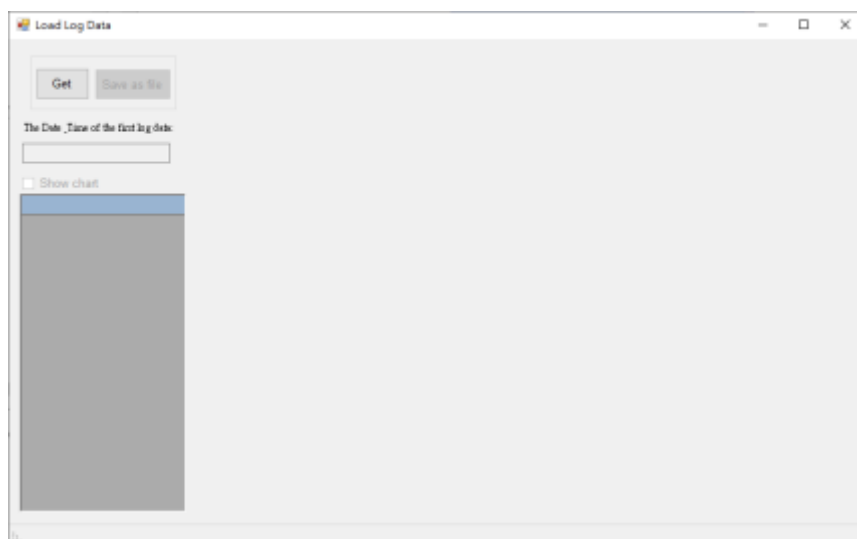 Load Log Data
Get Save as file
The Date_Time of the first log data:
Show chart